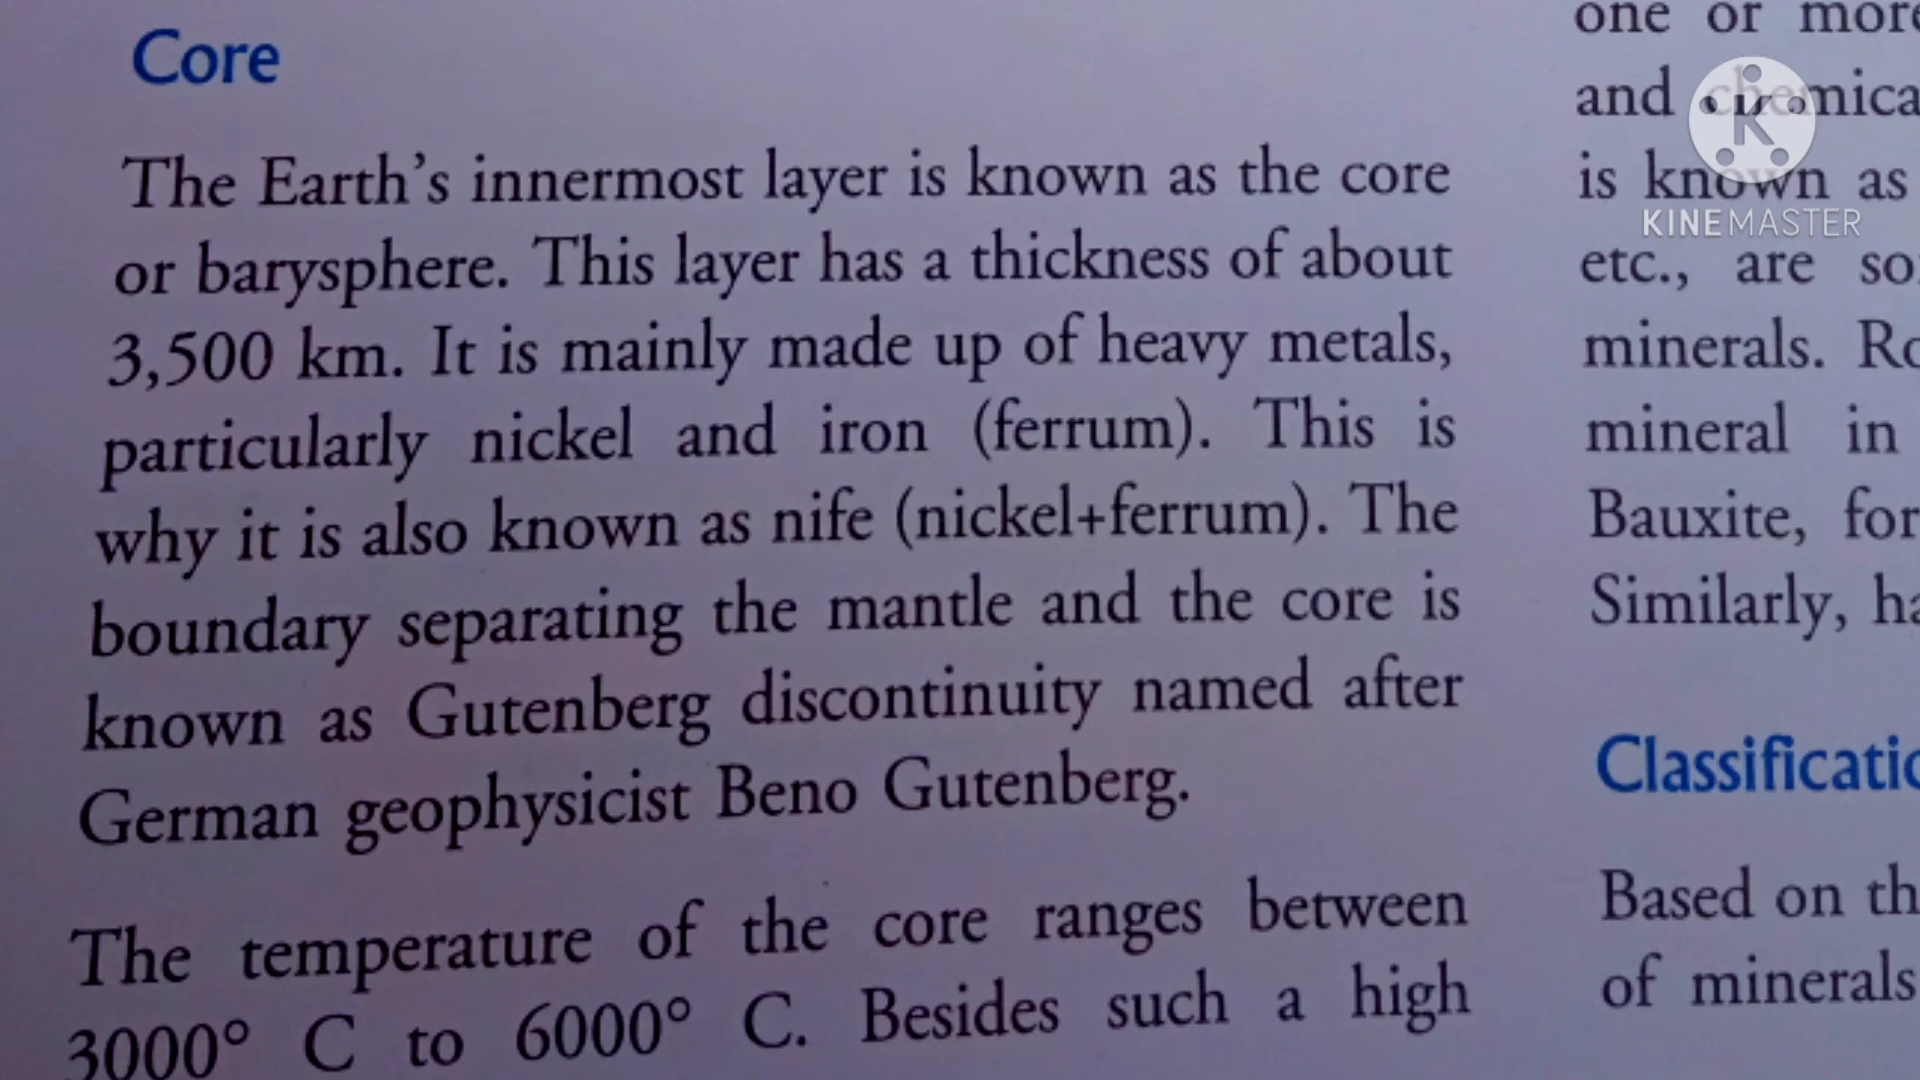 Core
The Earth's innermost layer is known as the core
or barysphere. This layer has a thickness of about
3,500 km. It is mainly made up of heavy metals,
particularly nickel and iron (ferrum). This is
why it is also known as nife (nickel+ferrum). The
boundary separating the mantle and the core is
known as Gutenberg discontinuity named after
German geophysicist Beno Gutenberg.
The temperature of the core ranges between
3000° C to 6000° C. Besides such a high
one or more
and
is known as
etc., are
minerals.
mineral in
Bauxite,
Similarly,
Based on
of minerals
K
KINEMASTER